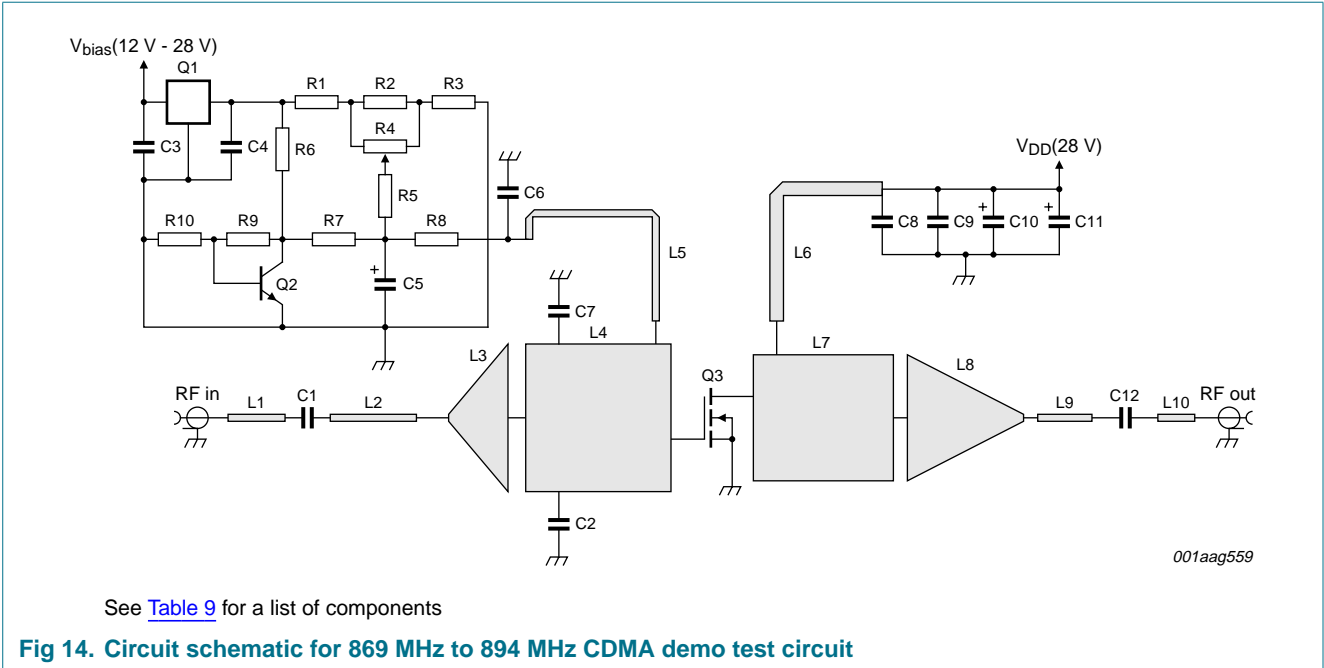 Vbias(12 V - 28 V)
Q1
R1
R2
R3
C3
C4
R6
R4
VDD(28 V)
R5
C6
R10
R9
R7
R8
C8
C9
+
C10
+
C11
L5
L6
Q2
+
C5
C7
L4
L3
L7
L8
Q3
RF in
L1
C1
L2
L9
C12
L10
RF out
C2
001aag559
See Table 9 for a list of components
Fig 14. Circuit schematic for 869 MHz to 894 MHz CDMA demo test circuit